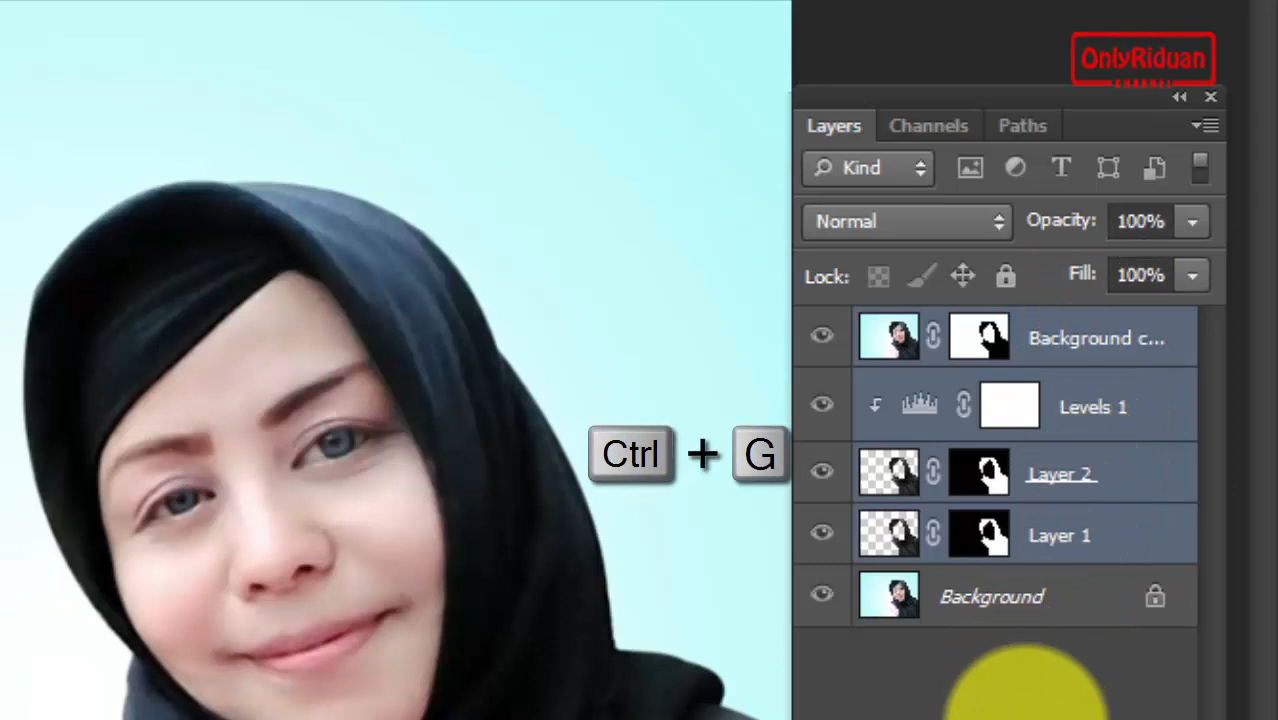 OnlyRiduan
CHANNEL
Layers Channels Paths
Kind
Normal Opacity: 100%
Lock: Fill: 100%
Background c...
Levels 1
Ctrl + G
Layer 2
Layer 1
Background